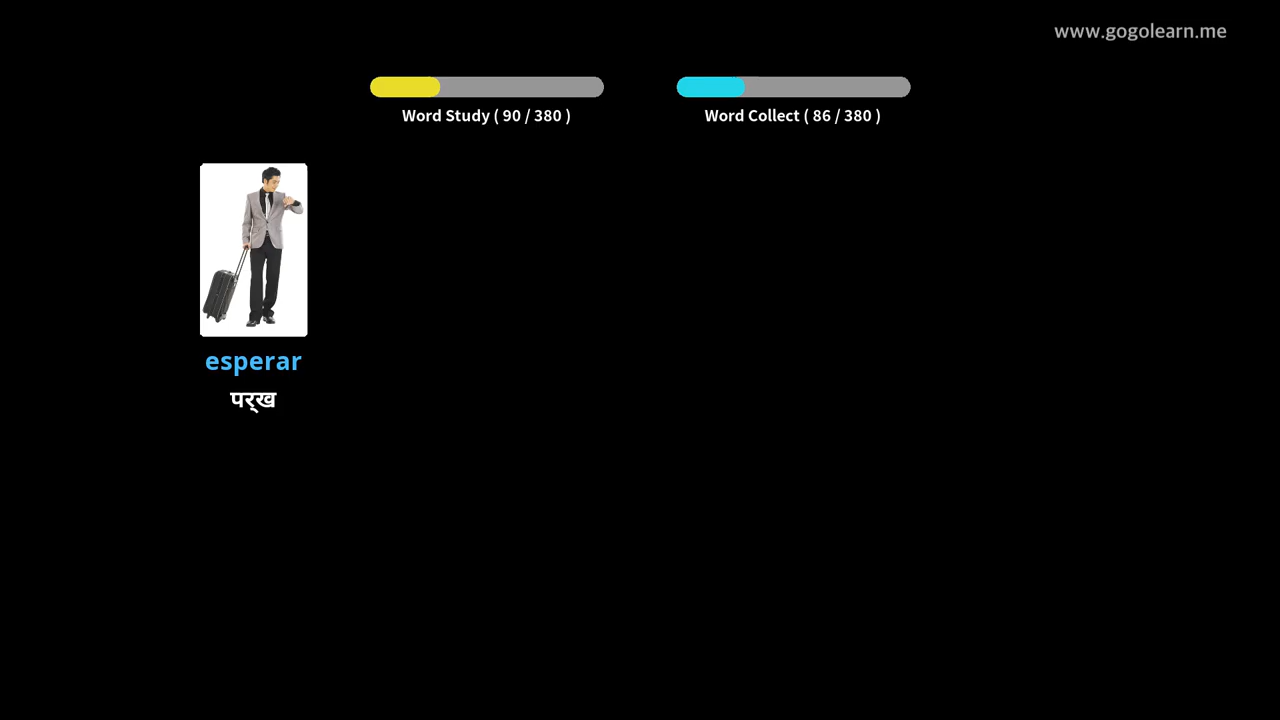 www.gogolearn.me
Word Study ( 90 / 380 )
Word Collect ( 86 / 380 )
esperar
पर्‌ख